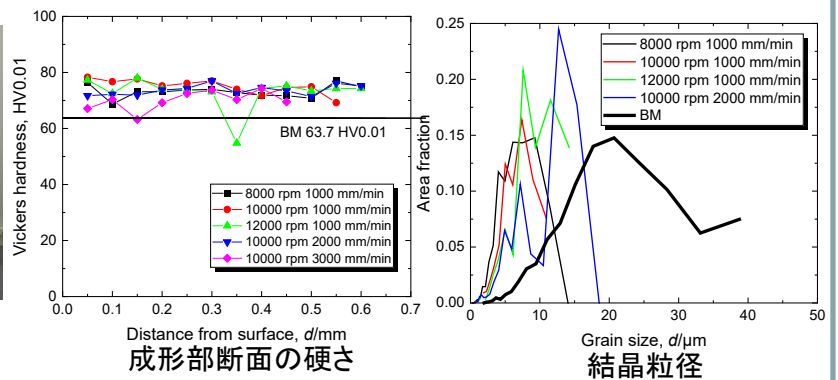 Vickers hardness, HV0.01
100
80
60
40
20
0
BM 63.7 HV0.01
8000 rpm 1000 mm/min
10000 rpm 1000 mm/min
12000 rpm 1000 mm/min
10000 rpm 2000 mm/min
10000 rpm 3000 mm/min
0.0 0.1 0.2 0.3 0.4 0.5 0.6 0.7
Distance from surface, d/mm
成形部断面の硬さ
Area fraction
0.25
0.20
0.15
0.10
0.05
0.00
8000 rpm 1000 mm/min
10000 rpm 1000 mm/min
12000 rpm 1000 mm/min
10000 rpm 2000 mm/min
BM
0 10 20 30 40 50
Grain size, d/μm
結晶粒径